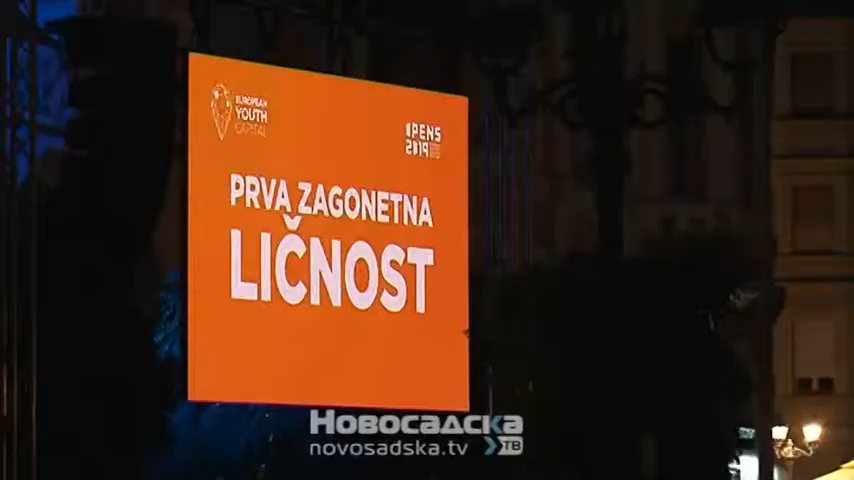 EUROPEAN
YOUTH
CAPITAL
OPENS
2019
PRVA ZAGONETNA
LIČNOST
НОВОСАДСКА
novosadska.tv
ТВ